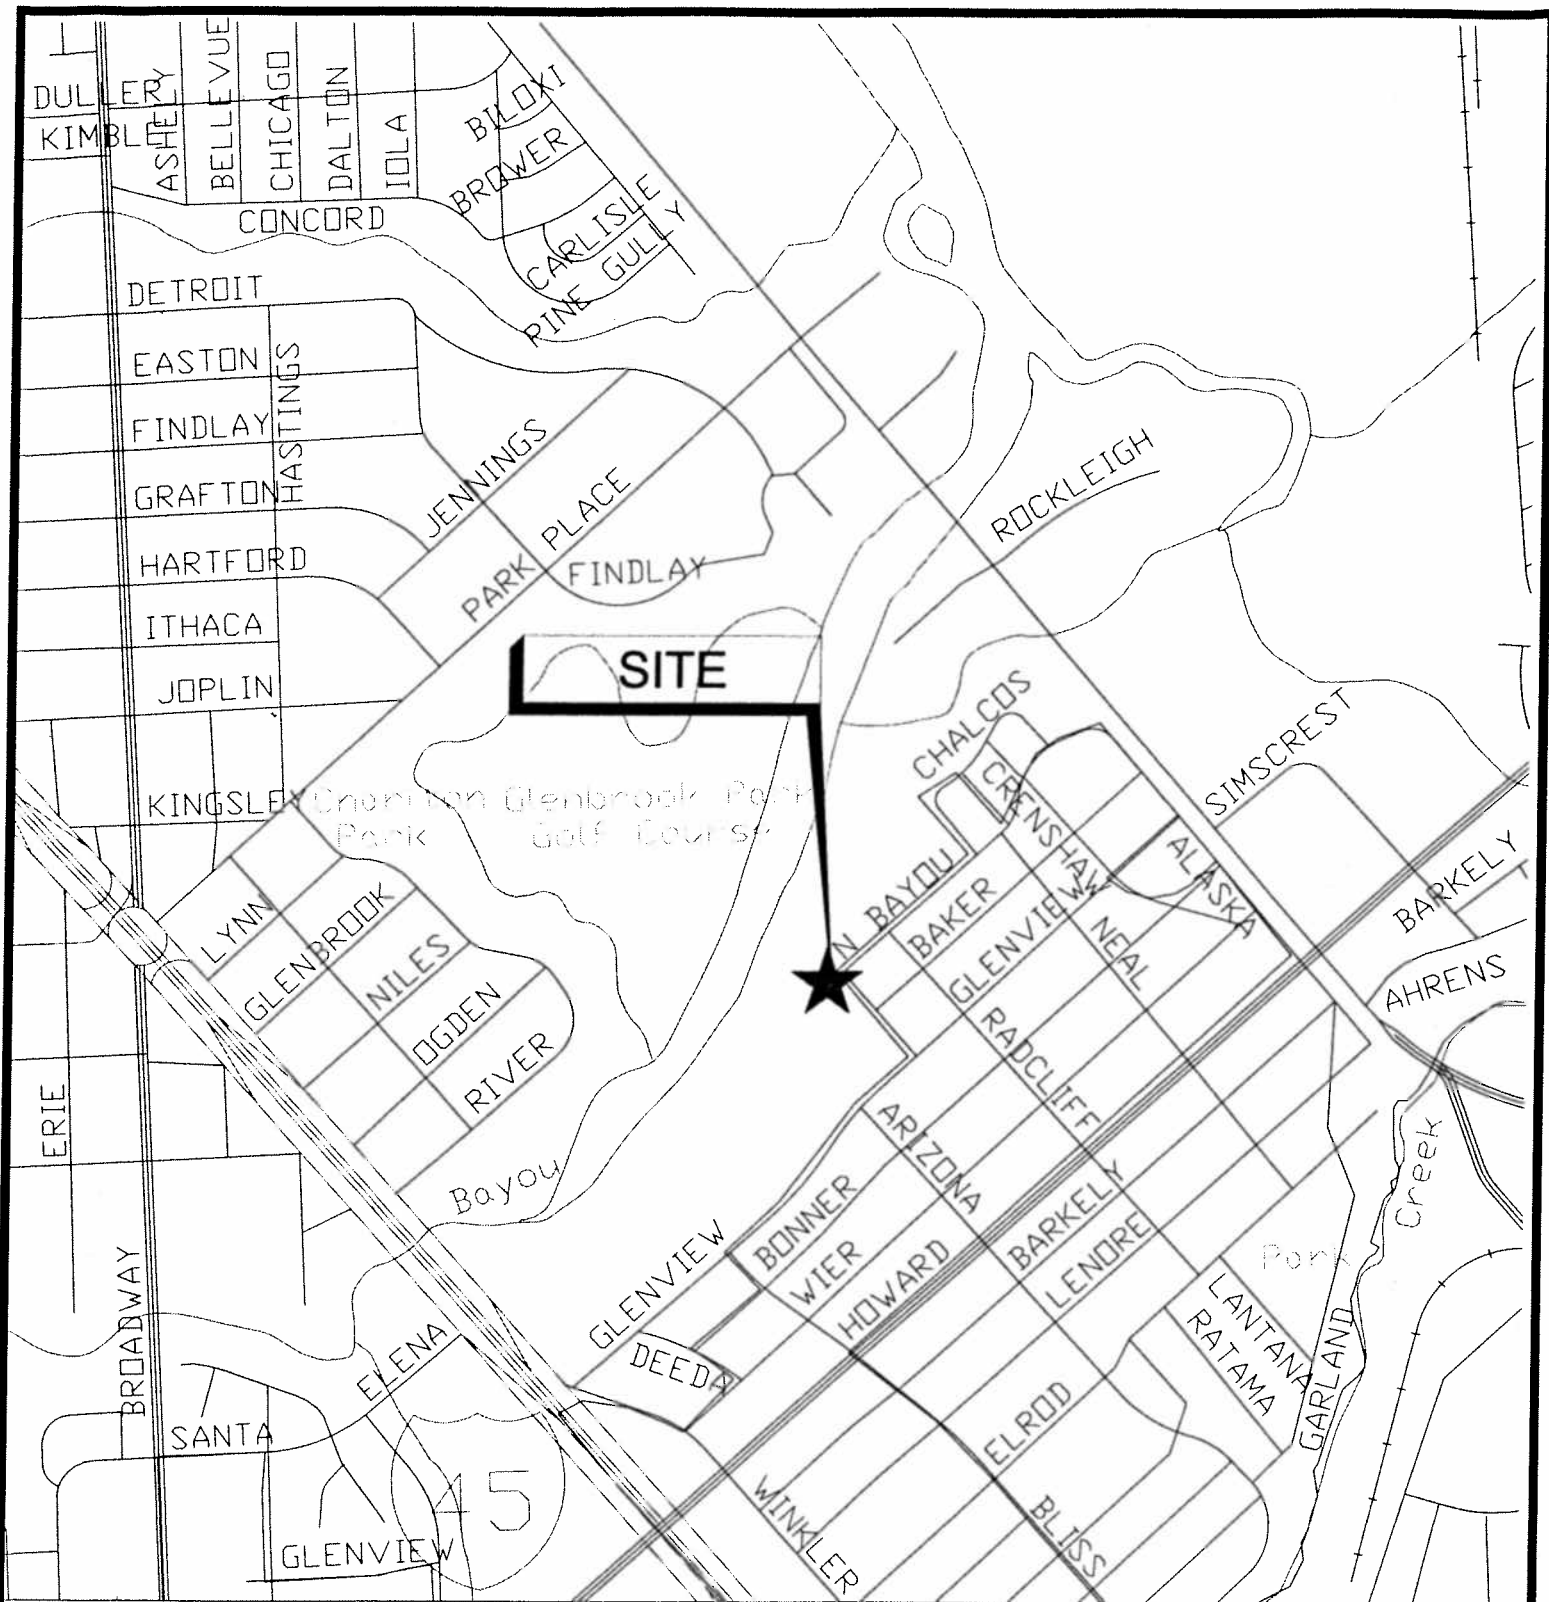 DULLER
KIMBLE
ASHELY
BELLEVUE
CHICAGO
DALTON
IOLA
BILOXI
BROWER
CARLISLE
PINE GULLY
CONCORD
DETROIT
EASTON
HASTINGS
FINDLAY
GRAFTON
JENNINGS
PARK PLACE
ROCKLEIGH
HARTFORD
FINDLAY
ITHACA
SITE
JOPLIN
CHALCOS
SIMSCREST
KINGSLEY
Park
Glenbrook Park
Golf Course
CRENSHAW
ALASKA
BARKELY
LYNN
GLENBROOK
NILES
OGDEN
RIVER
N BAYOU
BAKER
GLENVIEW
NEAL
AHRENS
RADCLIFF
ERIE
ARIZONA
Creek
Bayou
BONNER
WIER
HOWARD
BARKELY
LENORE
Park
GLENVIEW
DEEDA
LANTANA
RATAMA
GARLAND
BROADWAY
ELENA
SANTA
45
ELROD
GLENVIEW
WINKLER
BLISS